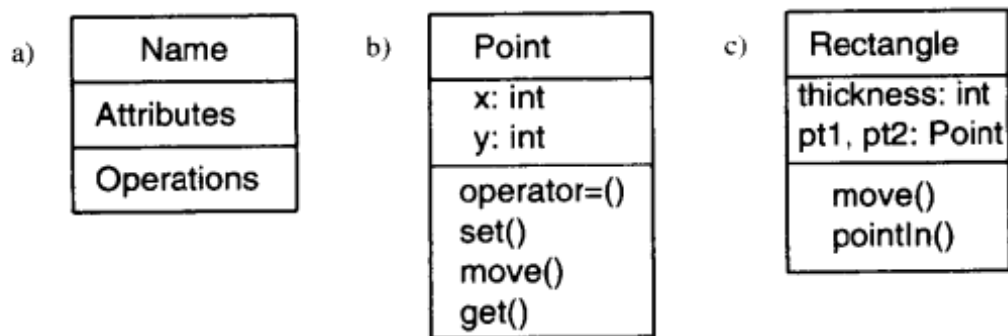 a)
Name
Attributes
Operations
b)
Point
x: int
y: int
operator=()
set()
move()
get()
c)
Rectangle
thickness: int
pt1, pt2: Point
move()
pointIn()